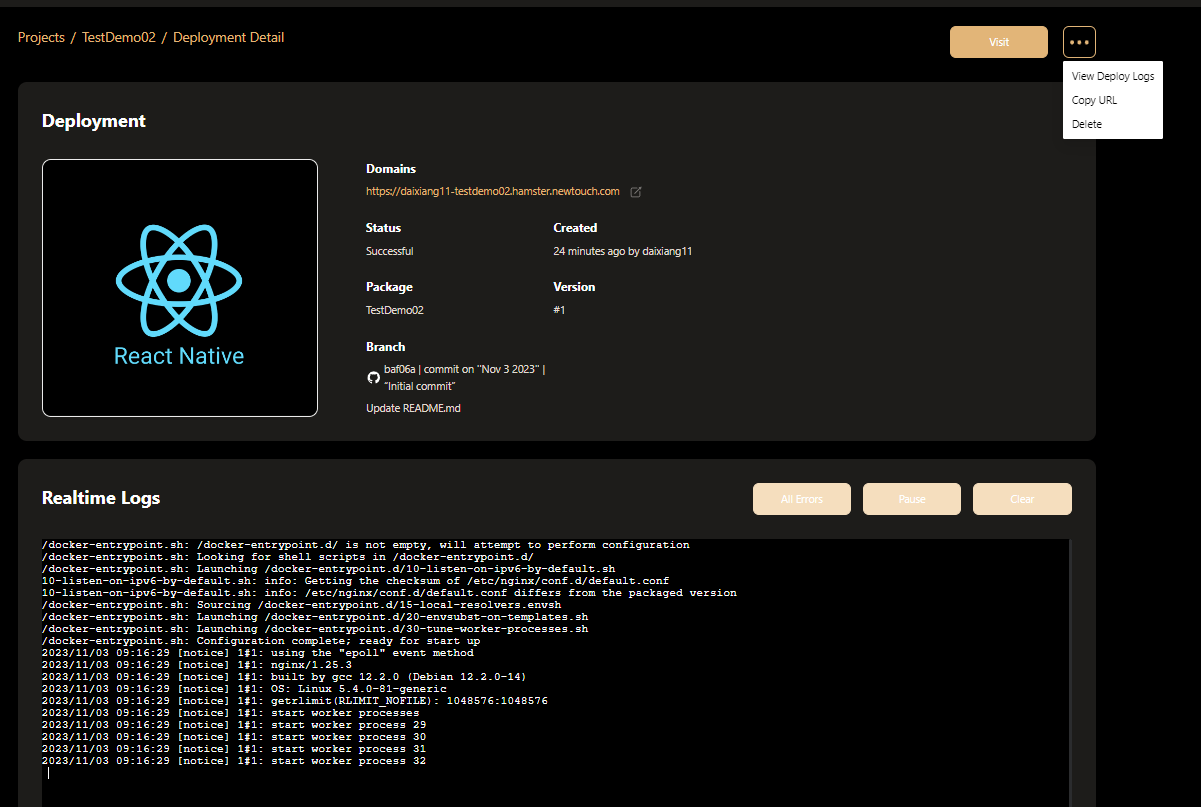 Projects / TestDemo02 / Deployment Detail
Visit
View Deploy Logs
Copy URL
Delete
Deployment
React Native
Domains
https://daixiang11-testdemo02.hamster.newtouch.com
Status
Created
Successful
24 minutes ago by daixiang11
Package
Version
TestDemo02
#1
Branch
baf06a | commit on "Nov 3 2023" |
"Initial commit"
Update README.md
Realtime Logs
All Errors
Pause
Clear
/docker-entrypoint.sh: /docker-entrypoint.d/ is not empty, will attempt to perform configuration
/docker-entrypoint.sh: Looking for shell scripts in /docker-entrypoint.d/
/docker-entrypoint.sh: Launching /docker-entrypoint.d/10-listen-on-ipv6-by-default.sh
10-listen-on-ipv6-by-default.sh: info: Getting the checksum of /etc/nginx/conf.d/default.conf
10-listen-on-ipv6-by-default.sh: info: /etc/nginx/conf.d/default.conf differs from the packaged version
/docker-entrypoint.sh: Sourcing /docker-entrypoint.d/15-local-resolvers.envsh
/docker-entrypoint.sh: Launching /docker-entrypoint.d/20-envsubst-on-templates.sh
/docker-entrypoint.sh: Launching /docker-entrypoint.d/30-tune-worker-processes.sh
/docker-entrypoint.sh: Configuration complete; ready for start up
2023/11/03 09:16:29 [notice] 1#1: using the "epoll" event method
2023/11/03 09:16:29 [notice] 1#1: nginx/1.25.3
2023/11/03 09:16:29 [notice] 1#1: built by gcc 12.2.0 (Debian 12.2.0-14)
2023/11/03 09:16:29 [notice] 1#1: OS: Linux 5.4.0-81-generic
2023/11/03 09:16:29 [notice] 1#1: getrlimit(RLIMIT_NOFILE): 1048576:1048576
2023/11/03 09:16:29 [notice] 1#1: start worker processes
2023/11/03 09:16:29 [notice] 1#1: start worker process 29
2023/11/03 09:16:29 [notice] 1#1: start worker process 30
2023/11/03 09:16:29 [notice] 1#1: start worker process 31
2023/11/03 09:16:29 [notice] 1#1: start worker process 32